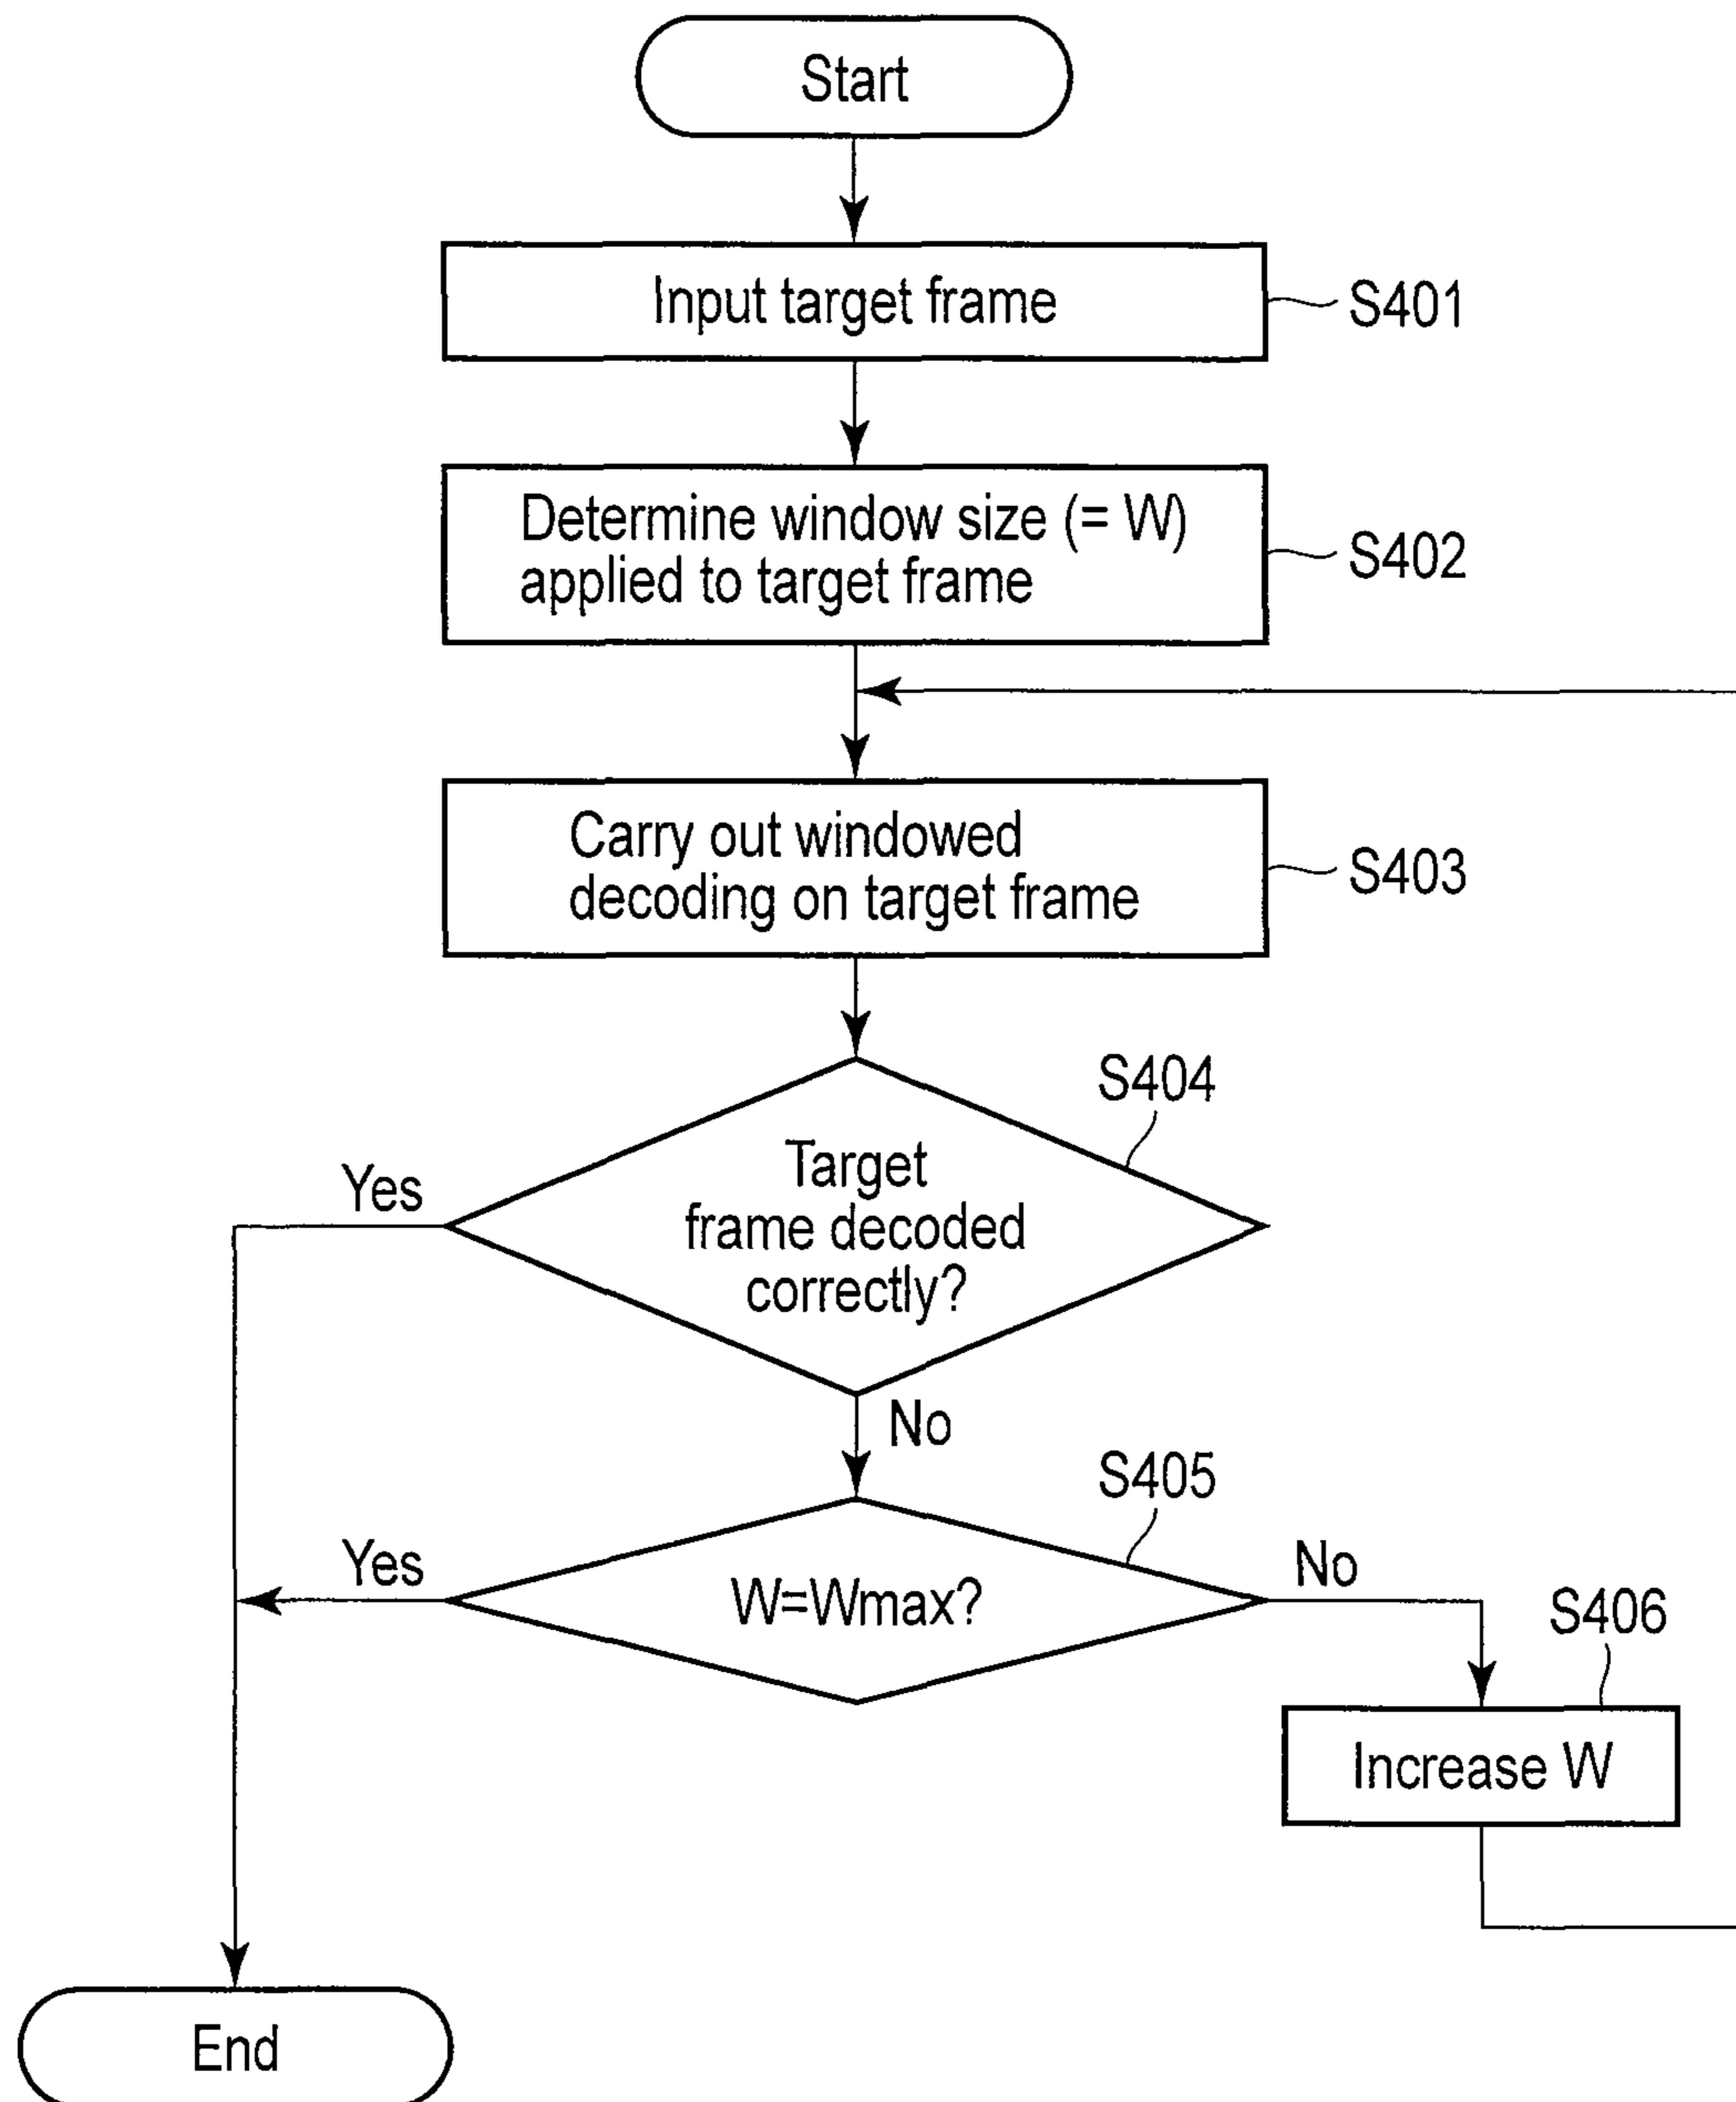 Start
Input target frame
S401
Determine window size (= W)
applied to target frame
S402
Carry out windowed
decoding on target frame
S403
S404
Target
frame decoded
correctly?
Yes
No
S405
W=Wmax?
Yes
No
S406
Increase W
End